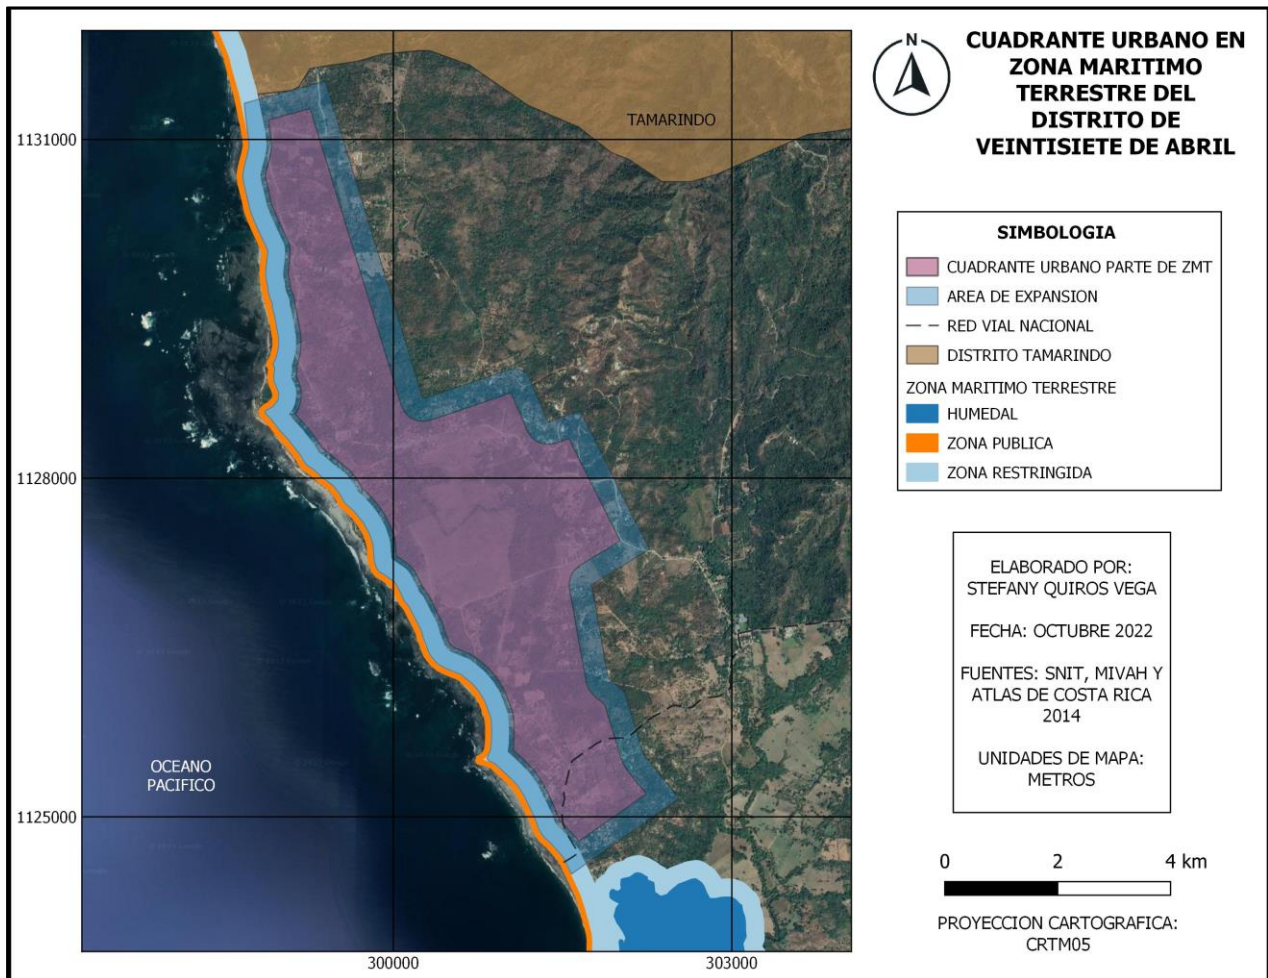 CUADRANTE URBANO EN
ZONA MARITIMO
TERRESTRE DEL
DISTRITO DE
VEINTISIETE DE ABRIL
N
TAMARINDO
1131000
1128000
1125000
300000
303000
OCEANO
PACIFICO
SIMBOLOGIA
CUADRANTE URBANO PARTE DE ZMT
AREA DE EXPANSION
RED VIAL NACIONAL
DISTRITO TAMARINDO
ZONA MARITIMO TERRESTRE
HUMEDAL
ZONA PUBLICA
ZONA RESTRINGIDA
ELABORADO POR:
STEFANY QUIROS VEGA
FECHA: OCTUBRE 2022
FUENTES: SNIT, MIVAH Y
ATLAS DE COSTA RICA
2014
UNIDADES DE MAPA:
METROS
0 2 4 km
PROYECCION CARTOGRAFICA:
CRTM05